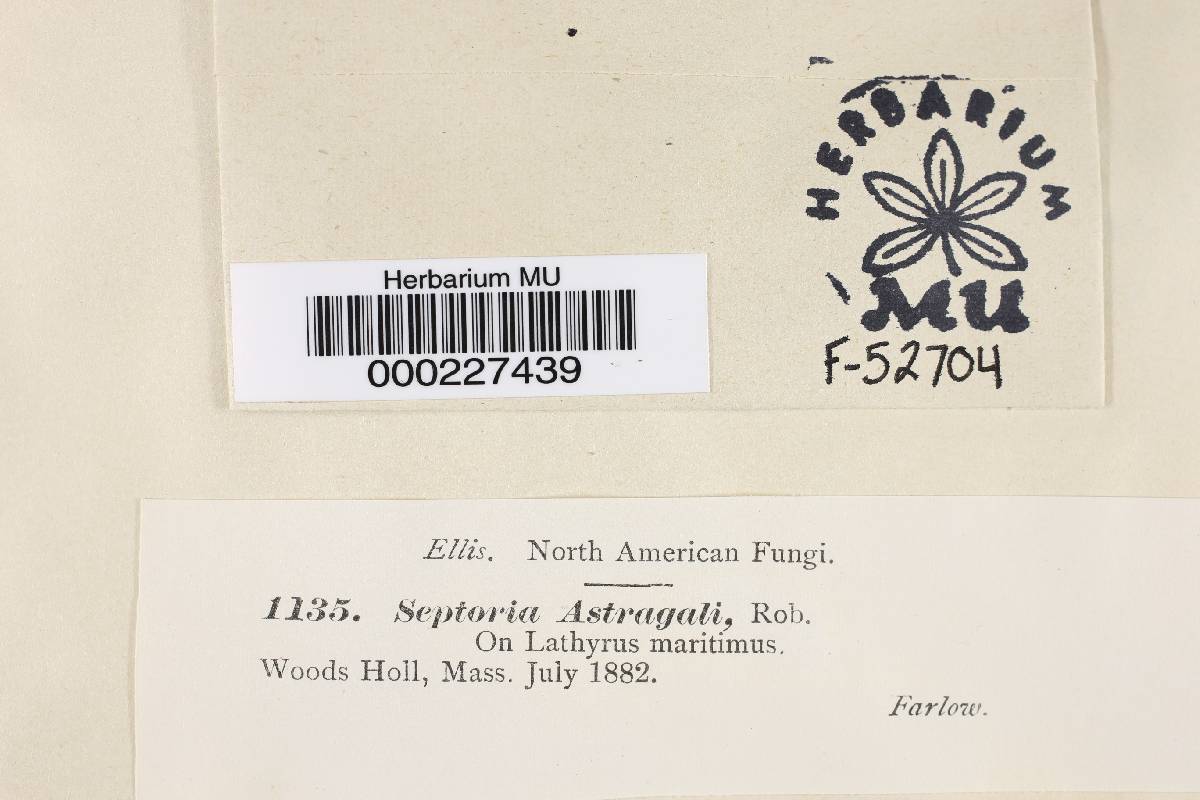 HERBARIUM
MU
F-52704
Herbarium MU
000227439
Ellis. North American Fungi.
1135. Septoria Astragali, Rob.
On Lathyrus maritimus.
Woods Holl, Mass. July 1882.
Farlow.